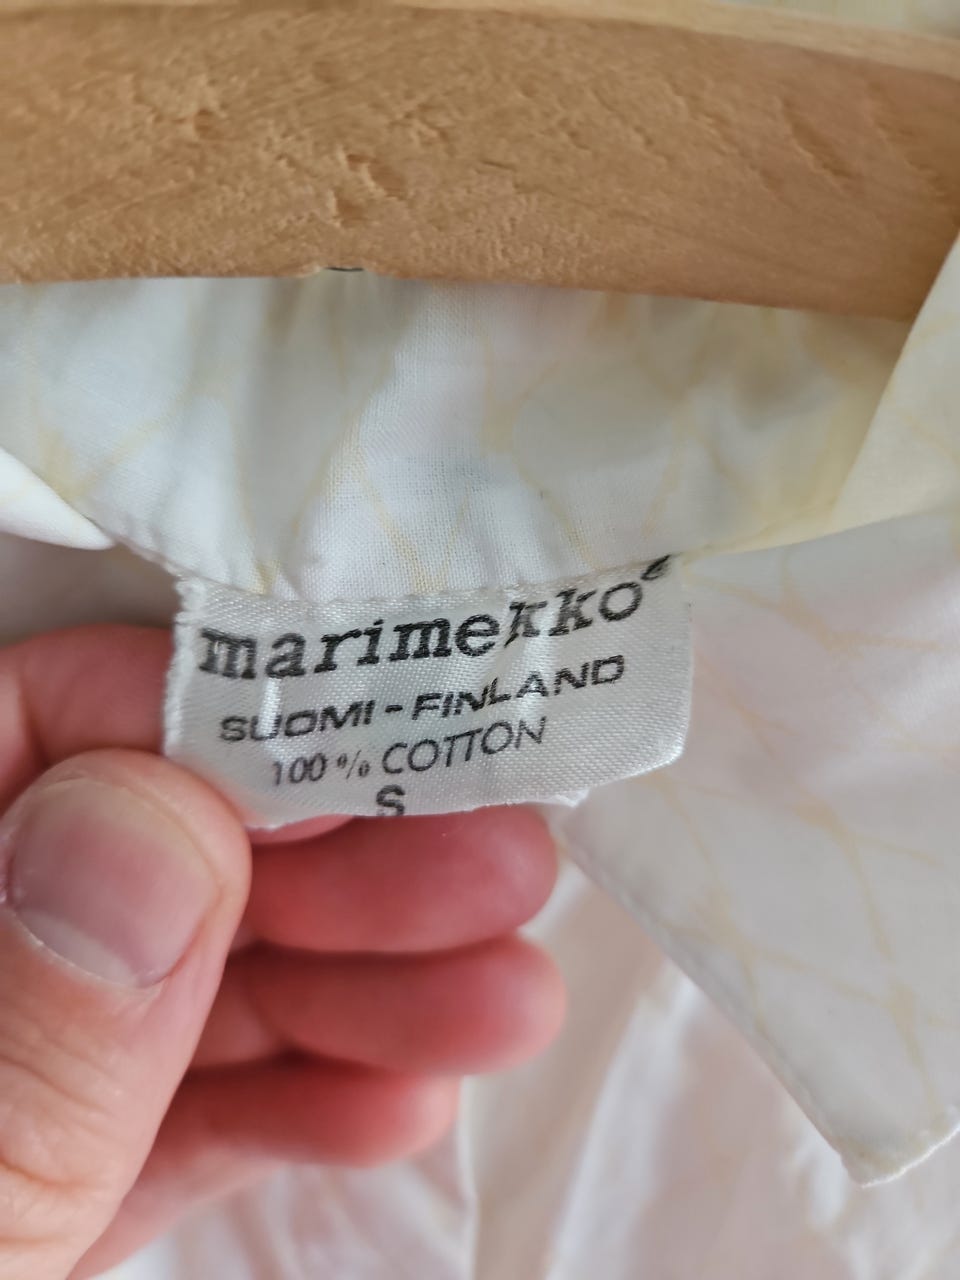 marimekko®
SUOMI-FINLAND
100 % COTTON
S